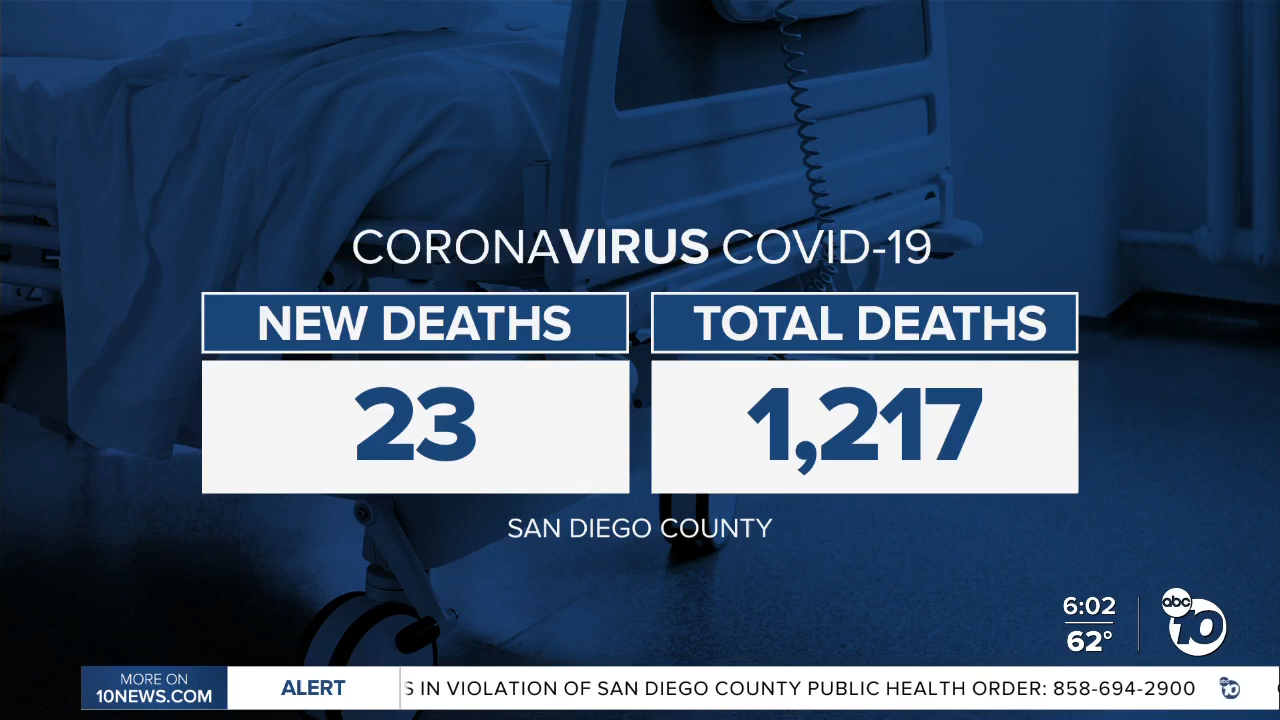 CORONAVIRUS COVID-19
NEW DEATHS
TOTAL DEATHS
23
1,217
SAN DIEGO COUNTY
6:02
62°
abc
10
MORE ON
10NEWS.COM
ALERT
S IN VIOLATION OF SAN DIEGO COUNTY PUBLIC HEALTH ORDER: 858-694-2900
10